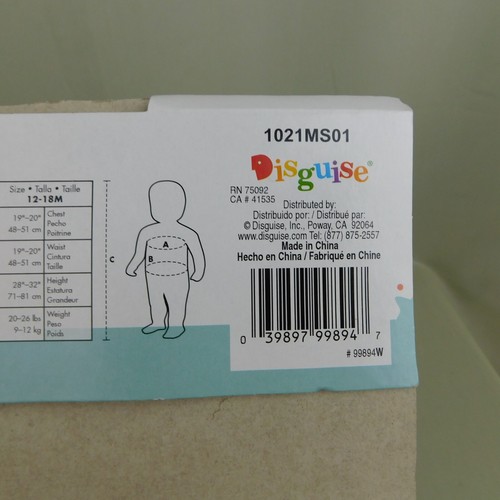 1021MS01
Disguise®
RN 75092
CA # 41535
Distributed by:
Distribuido por: / Distribué par:
© Disguise, Inc., Poway, CA 92064
www.disguise.com Tel: (877) 875-2557
Made in China
Hecho en China / Fabriqué en Chine
0 39897 99894 7
# 99894W
Size • Talla • Taille
12-18M
19"-20" Chest
48-51 cm Pecho
Poitrine
19"-20" Waist
48-51 cm Cintura
Taille
28"-32" Height
71-81 cm Estatura
Grandeur
20-26 lbs Weight
9-12 kg Peso
Poids
A
B
C